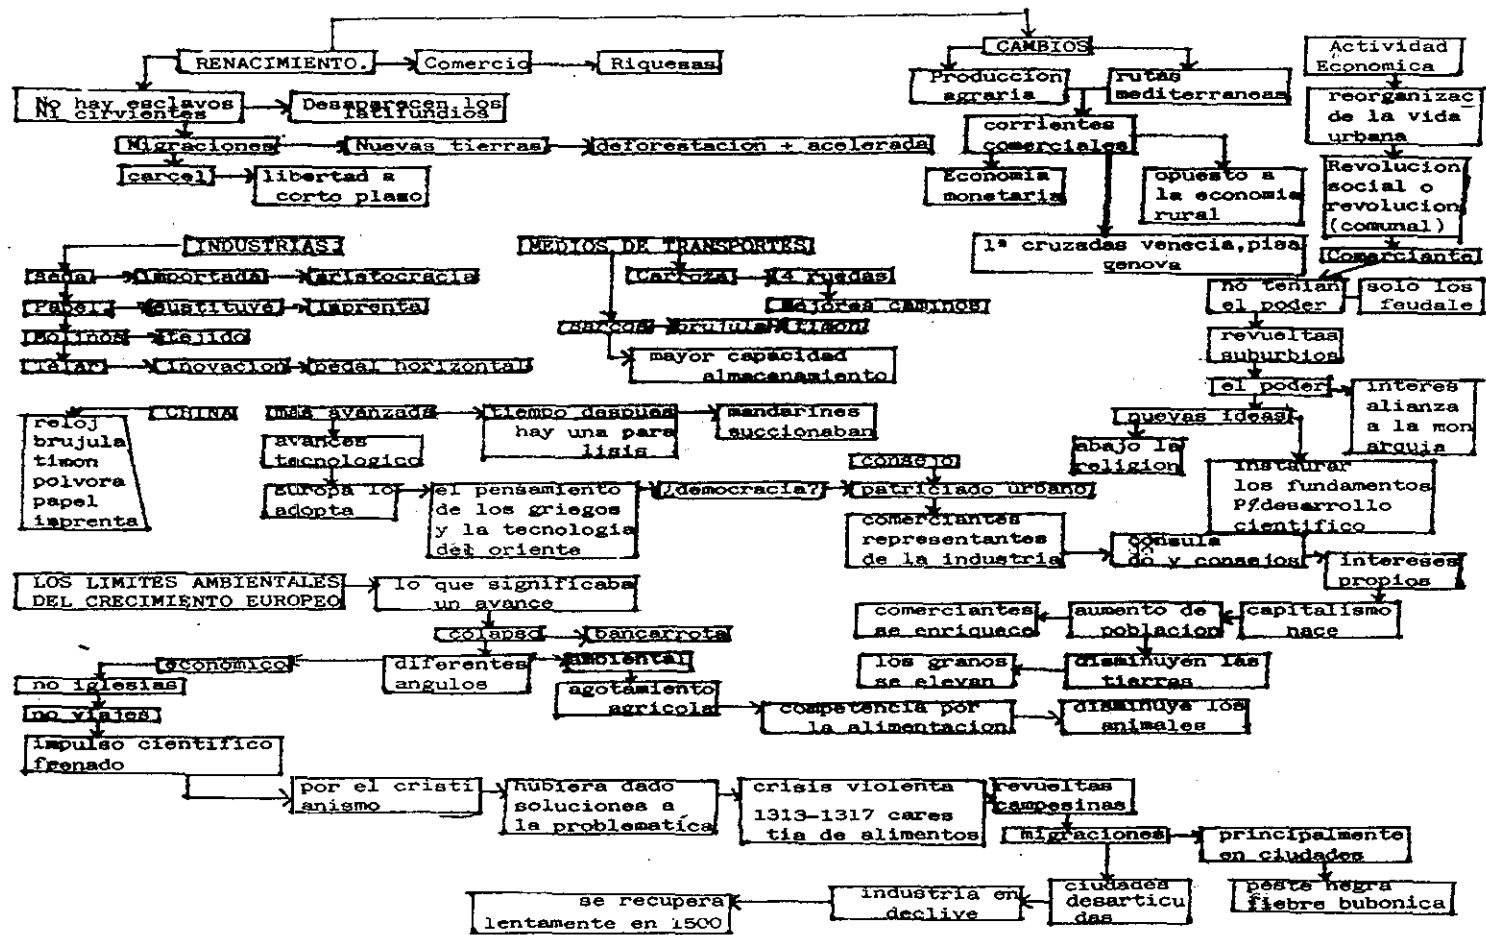 RENACIMIENTO.
Comercio
Riquesas
No hay esclavos
Ni cirvientes
Desaparecen los
latifundios
Migraciones
Nuevas tierras
deforestacion + acelerada
carcel
libertad a
corto plaso
CAMBIOS
Produccion
agraria
rutas
mediterraneas
corrientes
comerciales
Economia
monetaria
opuesto a
la economia
rural
1ª cruzadas venecia,pisa
genova
Actividad
Economica
reorganizac
de la vida
urbana
Revolucion
social o
revolucion
(comunal)
Comerciante
no tenian
el poder
solo los
feudale
revueltas
suburbios
el poder
interes
alianza
a la mon
arquia
nuevas ideas
abajo la
religion
instaurar
los fundamentos
P/desarrollo
cientifico
INDUSTRIAS.
seda
importada
aristocracia
Papel.
sustituye
imprenta
Molinos
tejido
Telar
inovacion
pedal horizontal
MEDIOS DE TRANSPORTES
Carroza
4 ruedas
mejores caminos
Barcos
brujula
timon
mayor capacidad
almacenamiento
CHINA
reloj
brujula
timon
polvora
papel
imprenta
mas avanzada
tiempo despues
hay una para
lisis
mandarines
succionaban
avances
tecnologico
Europa lo
adopta
el pensamiento
de los griegos
y la tecnologia
del oriente
¿democracia?
consejo
patriciado urbano
comerciantes
representantes
de la industria
consula
do y consejos
intereses
propios
capitalismo
nace
aumento de
poblacion
comerciantes
se enriquece
disminuyen las
tierras
los granos
se elevan
LOS LIMITES AMBIENTALES
DEL CRECIMIENTO EUROPEO
lo que significaba
un avance
colapso
bancarrota
diferentes
angulos
economico
ambiental
no iglesias
no viajes
impulso cientifico
frenado
agotamiento
agricola
competencia por
la alimentacion
disminuye los
animales
por el cristi
anismo
hubiera dado
soluciones a
la problematica
crisis violenta
1313-1317 cares
tia de alimentos
revueltas
campesinas
migraciones
principalmente
en ciudades
peste negra
fiebre bubonica
ciudades
desarticu
das
industria en
declive
se recupera
lentamente en 1500